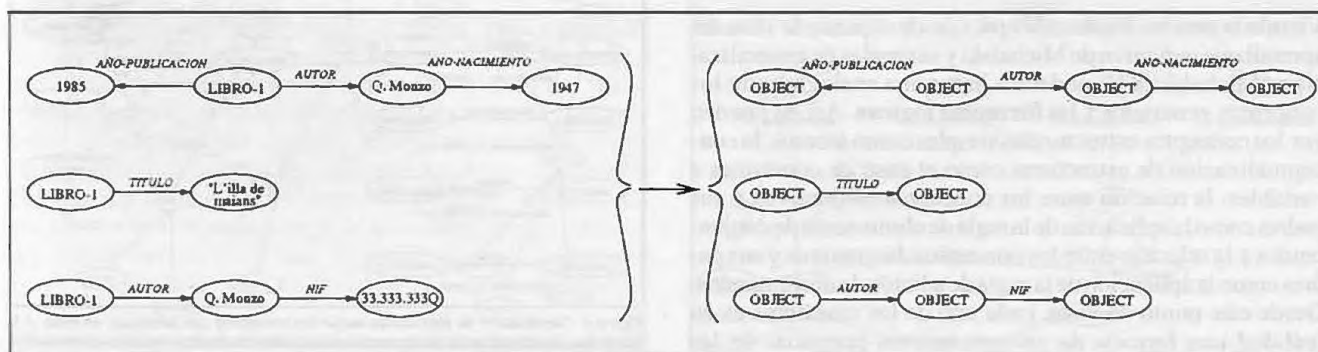 AÑO-PUBLICACION AUTOR AÑO-NACIMIENTO
1985 LIBRO-1 Q. Monzo 1947
TITULO
LIBRO-1 "L'illa de maians"
AUTOR NIF
LIBRO-1 Q. Monzo 33.333.333Q
AÑO-PUBLICACION AUTOR ANO-NACIMIENTO
OBJECT OBJECT OBJECT OBJECT
TITULO
OBJECT OBJECT
AUTOR NIF
OBJECT OBJECT OBJECT